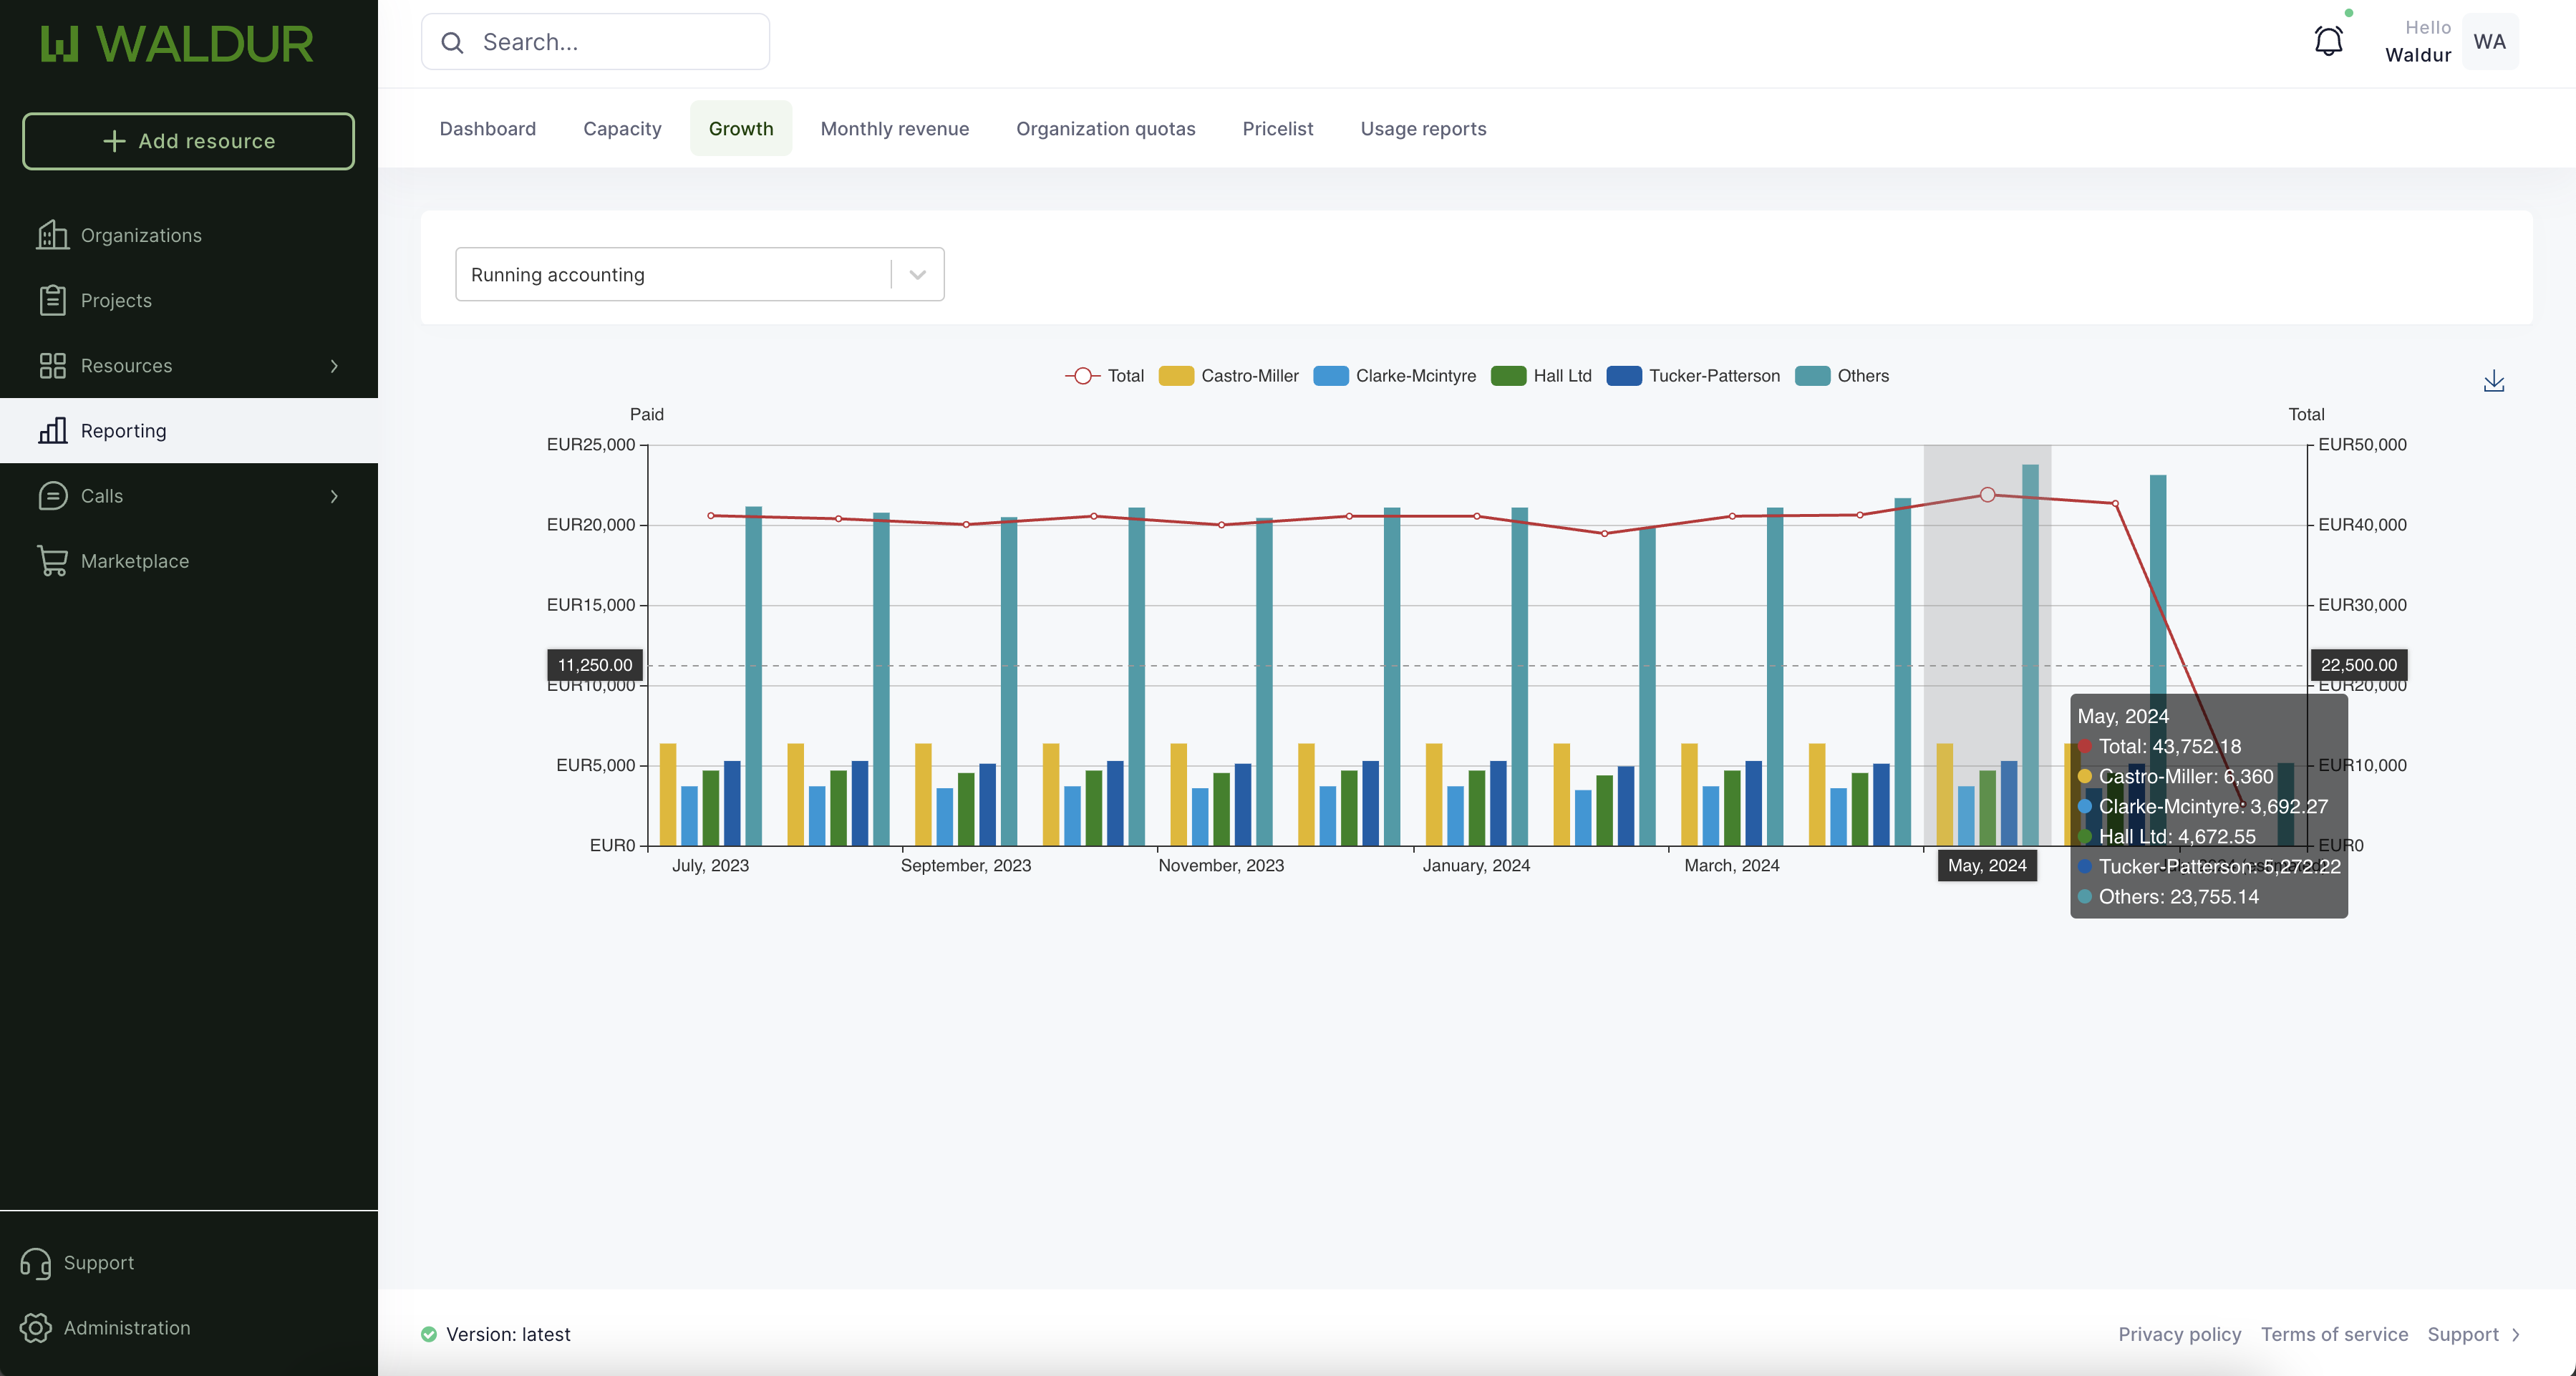 WALDUR
Search...
Hello
Waldur
WA
Add resource
Organizations
Projects
Resources
Reporting
Calls
Marketplace
Support
Administration
Dashboard
Capacity
Growth
Monthly revenue
Organization quotas
Pricelist
Usage reports
Running accounting
Total
Castro-Miller
Clarke-Mcintyre
Hall Ltd
Tucker-Patterson
Others
Paid
Total
EUR25,000
EUR20,000
EUR15,000
11,250.00
EUR10,000
EUR5,000
EUR0
EUR50,000
EUR40,000
EUR30,000
22,500.00
EUR20,000
EUR10,000
EUR0
July, 2023
September, 2023
November, 2023
January, 2024
March, 2024
May, 2024
May, 2024
Total: 43,752.18
Castro-Miller: 6,360
Clarke-Mcintyre: 3,692.27
Hall Ltd: 4,672.55
Tucker-Patterson: 5,272.22
Others: 23,755.14
Version: latest
Privacy policy
Terms of service
Support